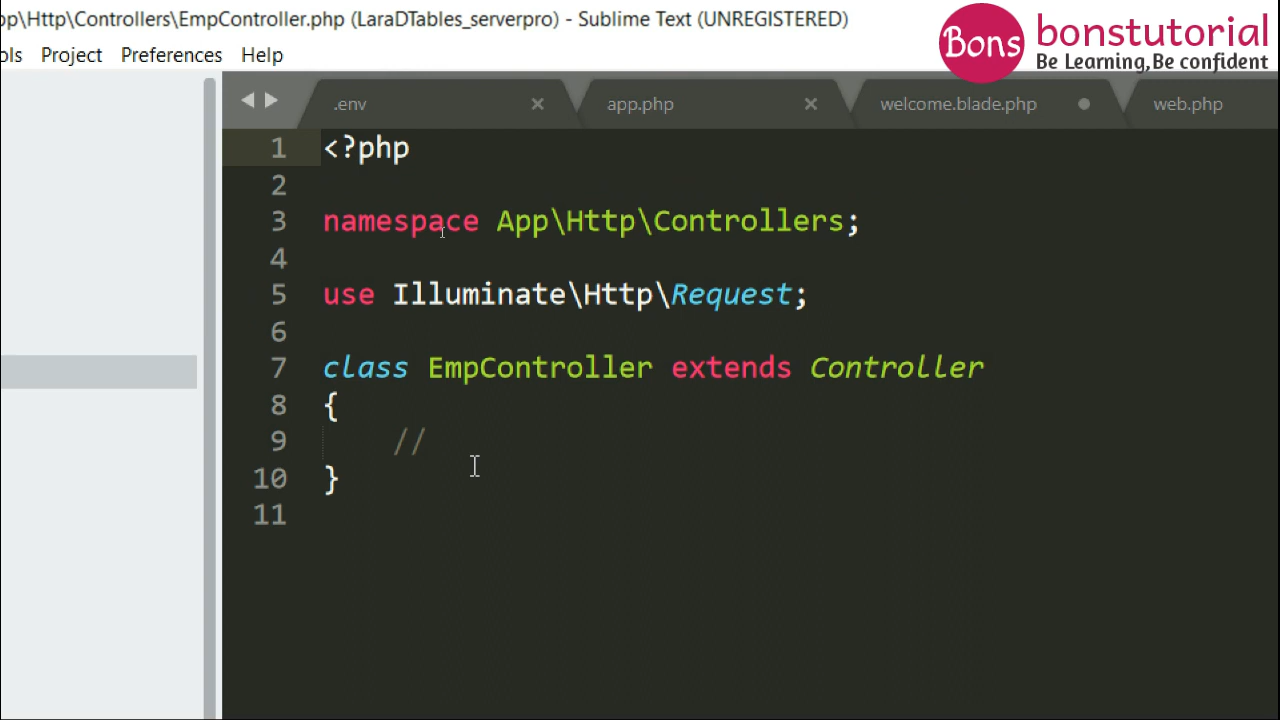 pp\Http\Controllers\EmpController.php (LaraDTables_serverpro) - Sublime Text (UNREGISTERED)
ols Project Preferences Help
Bons bonstutorial
Be Learning,Be confident
.env app.php welcome.blade.php web.php
1 <?php
2
3 namespace App\Http\Controllers;
4
5 use Illuminate\Http\Request;
6
7 class EmpController extends Controller
8 {
9     //
10 }
11